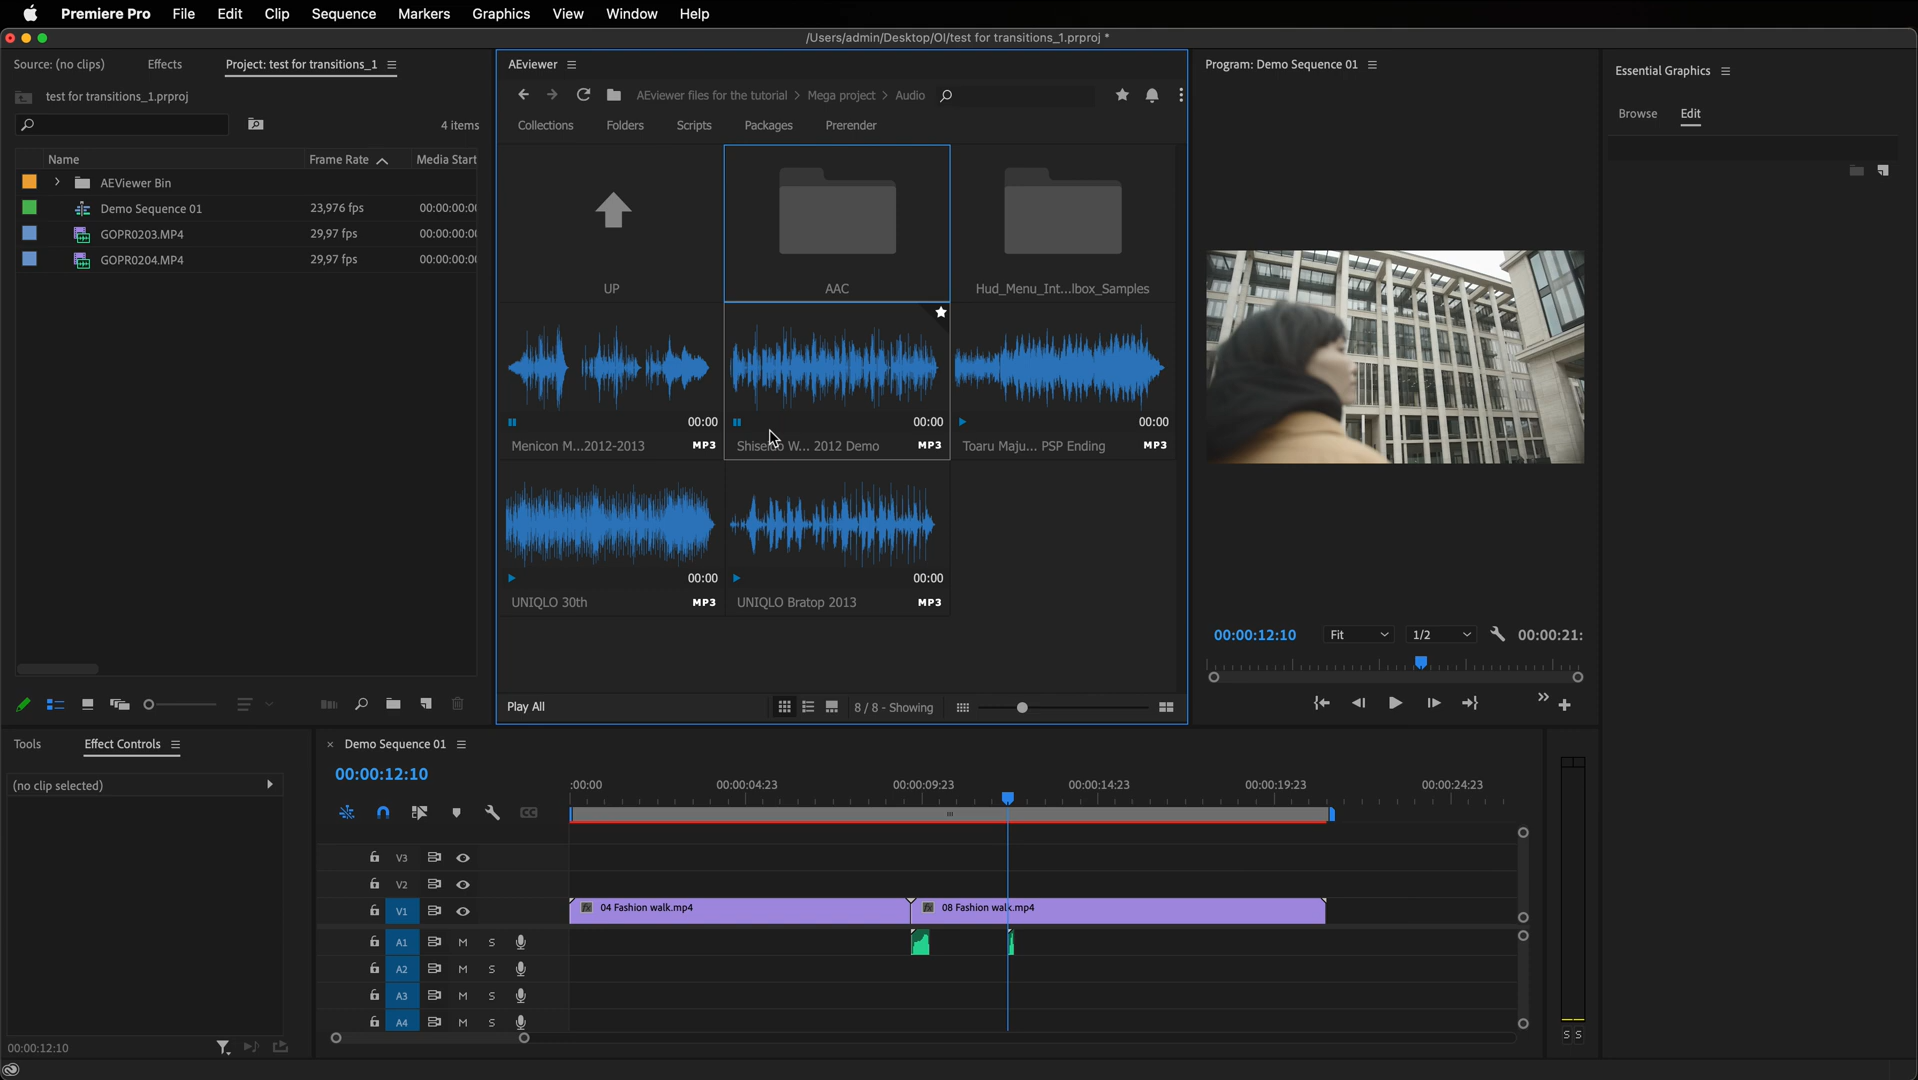 Premiere Pro File Edit Clip Sequence Markers Graphics View Window Help
/Users/admin/Desktop/OI/test for transitions_1.prproj *
Source: (no clips) Effects Project: test for transitions_1
test for transitions_1.prproj
4 items
Name Frame Rate Media Start
AEViewer Bin
Demo Sequence 01 23,976 fps 00:00:00:0
GOPR0203.MP4 29,97 fps 00:00:00:0
GOPR0204.MP4 29,97 fps 00:00:00:0
AEviewer
AEviewer files for the tutorial > Mega project > Audio
Collections Folders Scripts Packages Prerender
UP AAC Hud_Menu_Int...lbox_Samples
00:00 00:00 00:00
Menicon M...2012-2013 MP3 Shiseido W... 2012 Demo MP3 Toaru Maju... PSP Ending MP3
00:00 00:00
UNIQLO 30th MP3 UNIQLO Bratop 2013 MP3
Play All 8 / 8 - Showing
Program: Demo Sequence 01
00:00:12:10 Fit 1/2 00:00:21:
Essential Graphics
Browse Edit
Tools Effect Controls
(no clip selected)
00:00:12:10
× Demo Sequence 01
00:00:12:10
:00:00 00:00:04:23 00:00:09:23 00:00:14:23 00:00:19:23 00:00:24:23
CC
V3
V2
V1 fx 04 Fashion walk.mp4 fx 08 Fashion walk.mp4
A1 M S
A2 M S
A3 M S
A4 M S
S S